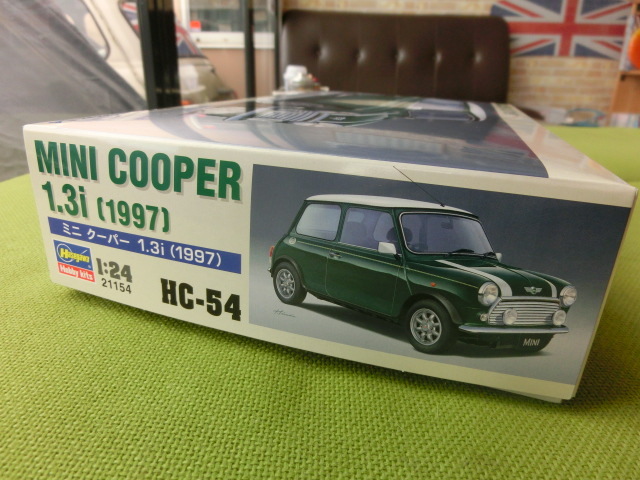 MINI COOPER
1.3i (1997)
ミニ クーパー 1.3i (1997)
Hasegawa
Hobby kits
1:24
21154
HC-54
MINI